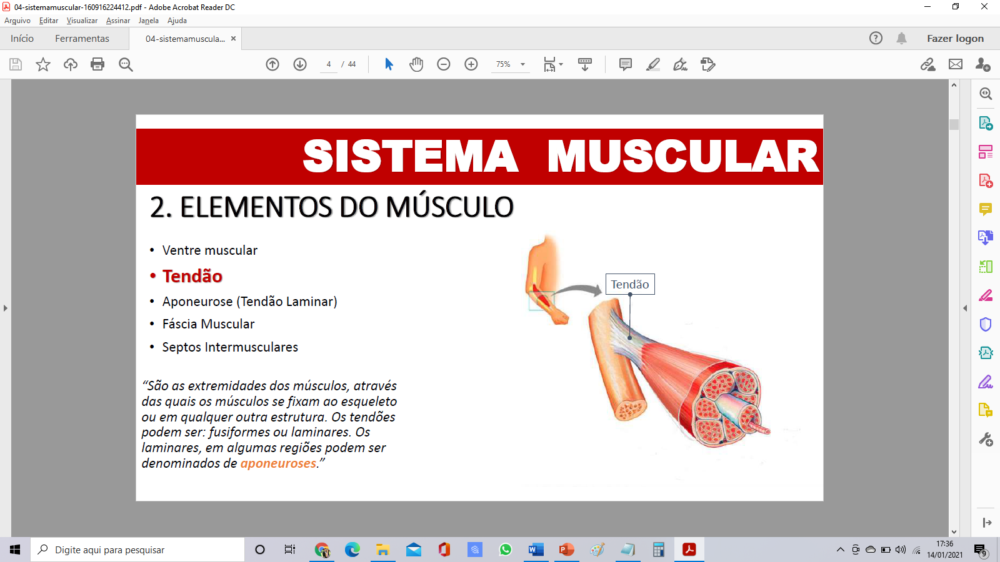 04-sistemamuscular-160916224412.pdf - Adobe Acrobat Reader DC
Arquivo Editar Visualizar Assinar Janela Ajuda
Início Ferramentas 04-sistemamuscula... × Fazer logon
4 / 44 75%
SISTEMA MUSCULAR
2. ELEMENTOS DO MÚSCULO
• Ventre muscular
• Tendão
• Aponeurose (Tendão Laminar)
• Fáscia Muscular
• Septos Intermusculares
“São as extremidades dos músculos, através
das quais os músculos se fixam ao esqueleto
ou em qualquer outra estrutura. Os tendões
podem ser: fusiformes ou laminares. Os
laminares, em algumas regiões podem ser
denominados de aponeuroses.”
Tendão
Digite aqui para pesquisar
17:36
14/01/2021
9